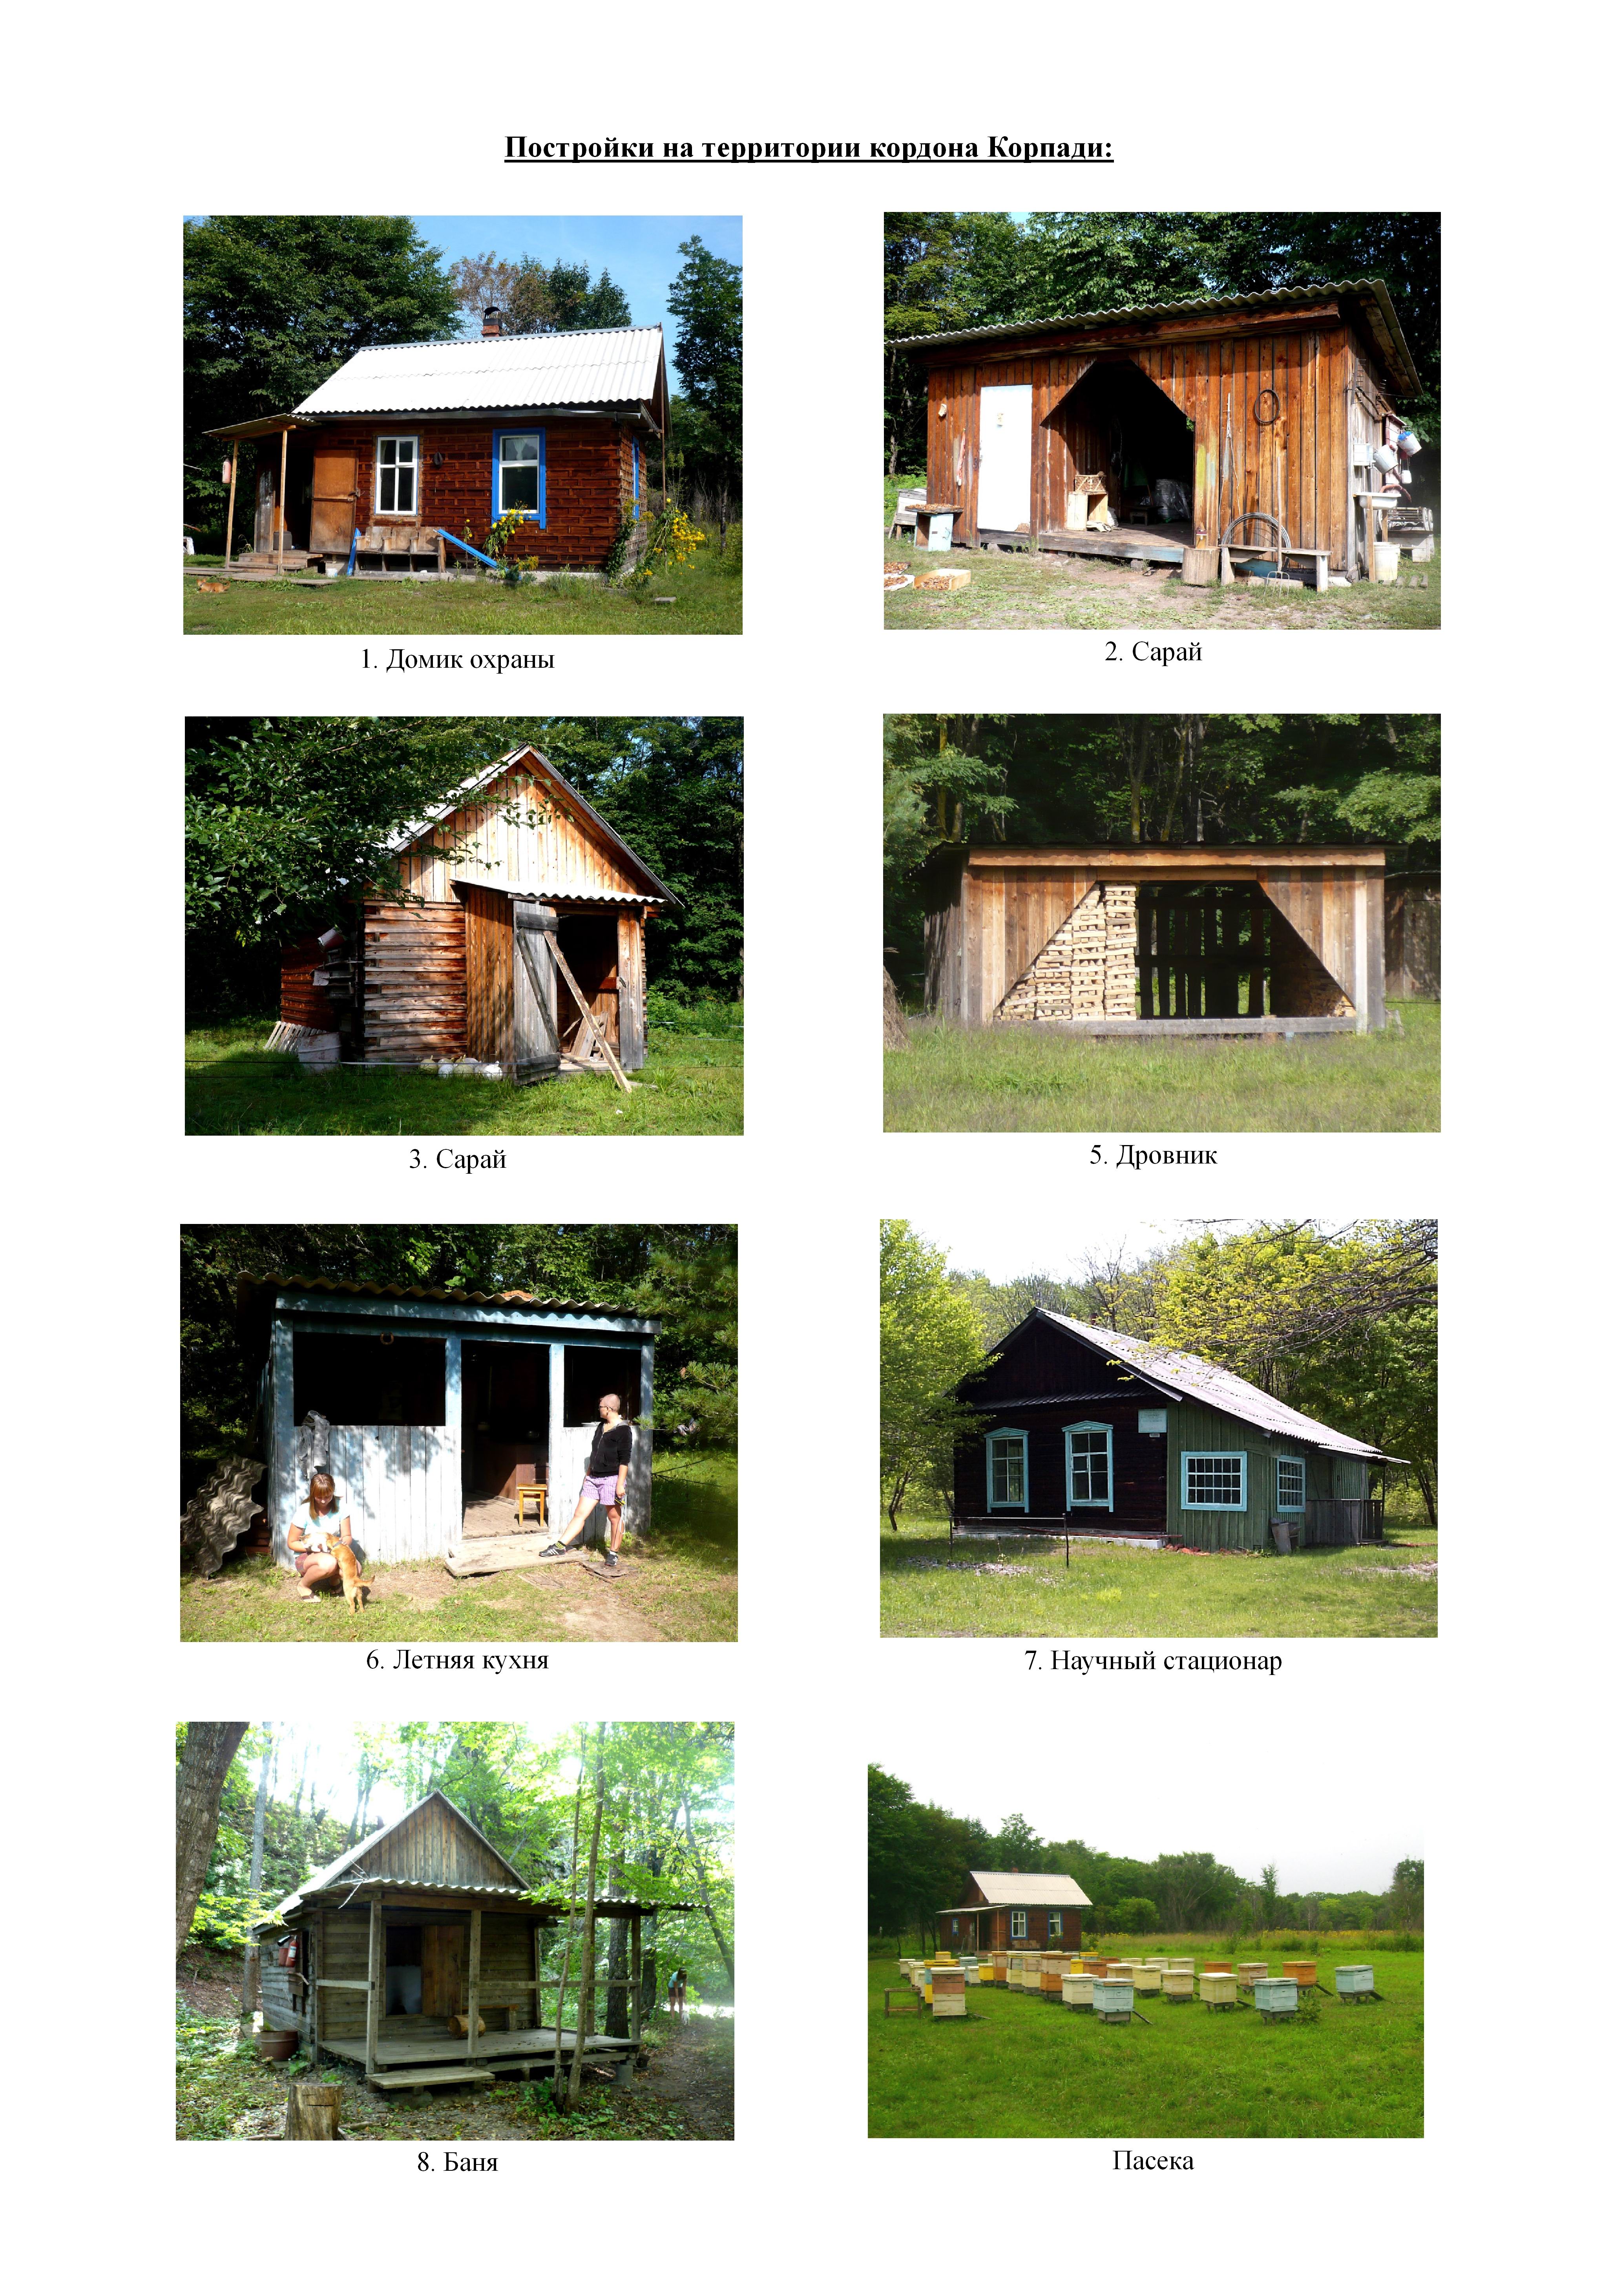 Постройки на территории кордона Корпади:
1. Домик охраны
2. Сарай
3. Сарай
5. Дровник
6. Летняя кухня
7. Научный стационар
8. Баня
Пасека